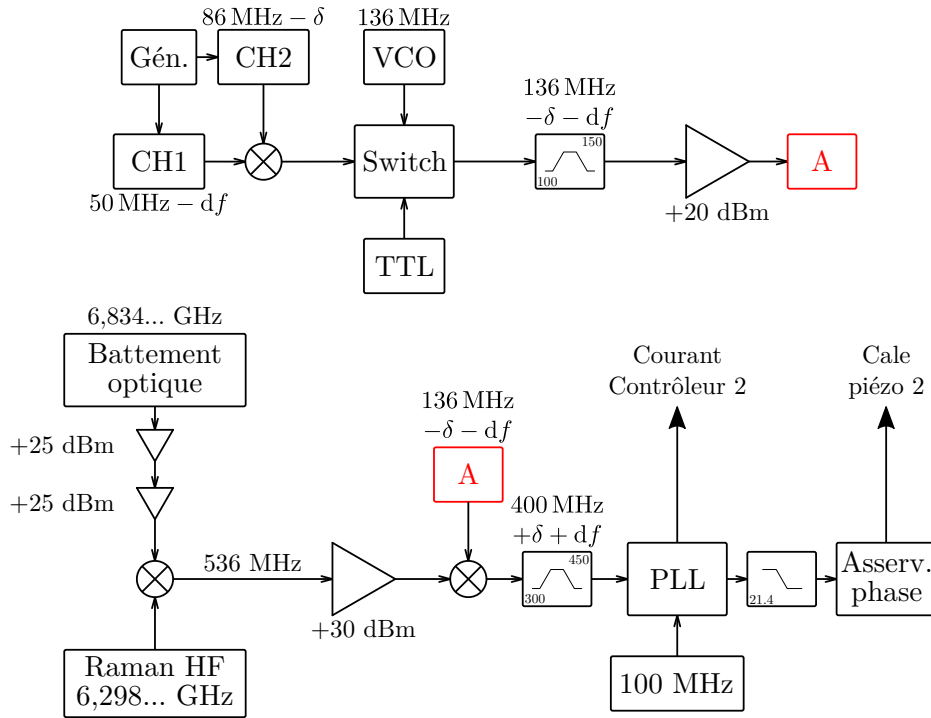 86 MHz − δ
136 MHz
Gén.
CH2
VCO
136 MHz
−δ − df
CH1
Switch
150
100
A
50 MHz − df
+20 dBm
TTL
6,834... GHz
Battement
optique
Courant
Contrôleur 2
Cale
piézo 2
+25 dBm
136 MHz
−δ − df
A
+25 dBm
400 MHz
+δ + df
536 MHz
450
300
PLL
21.4
Asserv.
phase
+30 dBm
Raman HF
6,298... GHz
100 MHz